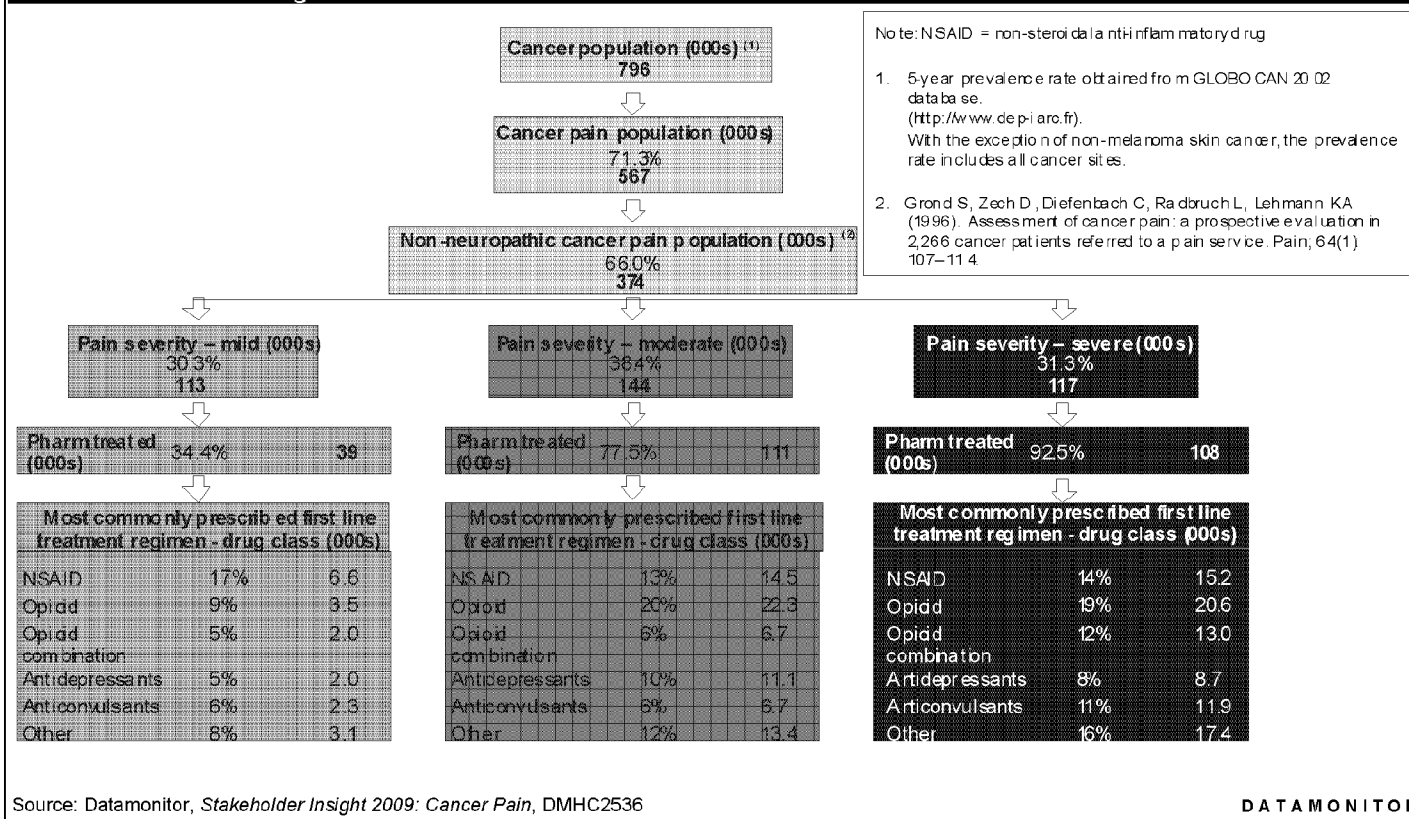 Cancer population (000s) (1)
796
Cancer pain population (000s)
71.3%
567
Non-neuropathic cancer pain population (000s) (2)
66.0%
374
Note: NSAID = non-steroidal anti-inflammatory drug
1. 5-year prevalence rate obtained from GLOBOCAN 2002
database.
(http://www.dep-iarc.fr).
With the exception of non-melanoma skin cancer, the prevalence
rate includes all cancer sites.
2. Grond S, Zech D, Diefenbach C, Radbruch L, Lehmann KA
(1996). Assessment of cancer pain: a prospective evaluation in
2,266 cancer patients referred to a pain service. Pain; 64(1)
107–114.
Pain severity – mild (000s)
30.3%
113
Pharm treated
(000s) 34.4% 39
Most commonly prescribed first line
treatment regimen - drug class (000s)
NSAID 17% 6.6
Opioid 9% 3.5
Opioid 5% 2.0
combination
Antidepressants 5% 2.0
Anticonvulsants 6% 2.3
Other 8% 3.1
Pain severity – moderate (000s)
38.4%
144
Pharm treated
(000s) 77.5% 111
Most commonly prescribed first line
treatment regimen - drug class (000s)
NSAID 13% 14.5
Opioid 20% 22.3
Opioid 6% 6.7
combination
Antidepressants 10% 11.1
Anticonvulsants 6% 6.7
Other 12% 13.4
Pain severity – severe (000s)
31.3%
117
Pharm treated
(000s) 92.5% 108
Most commonly prescribed first line
treatment regimen - drug class (000s)
NSAID 14% 15.2
Opioid 19% 20.6
Opioid 12% 13.0
combination
Antidepressants 8% 8.7
Anticonvulsants 11% 11.9
Other 16% 17.4
Source: Datamonitor, Stakeholder Insight 2009: Cancer Pain, DMHC2536
DATAMONITOR